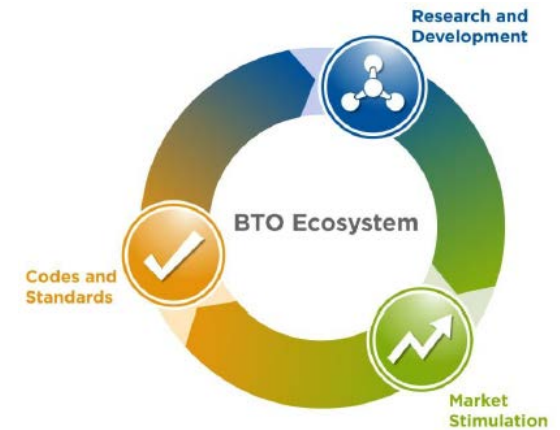 Research and
Development
BTO Ecosystem
Codes and
Standards
Market
Stimulation